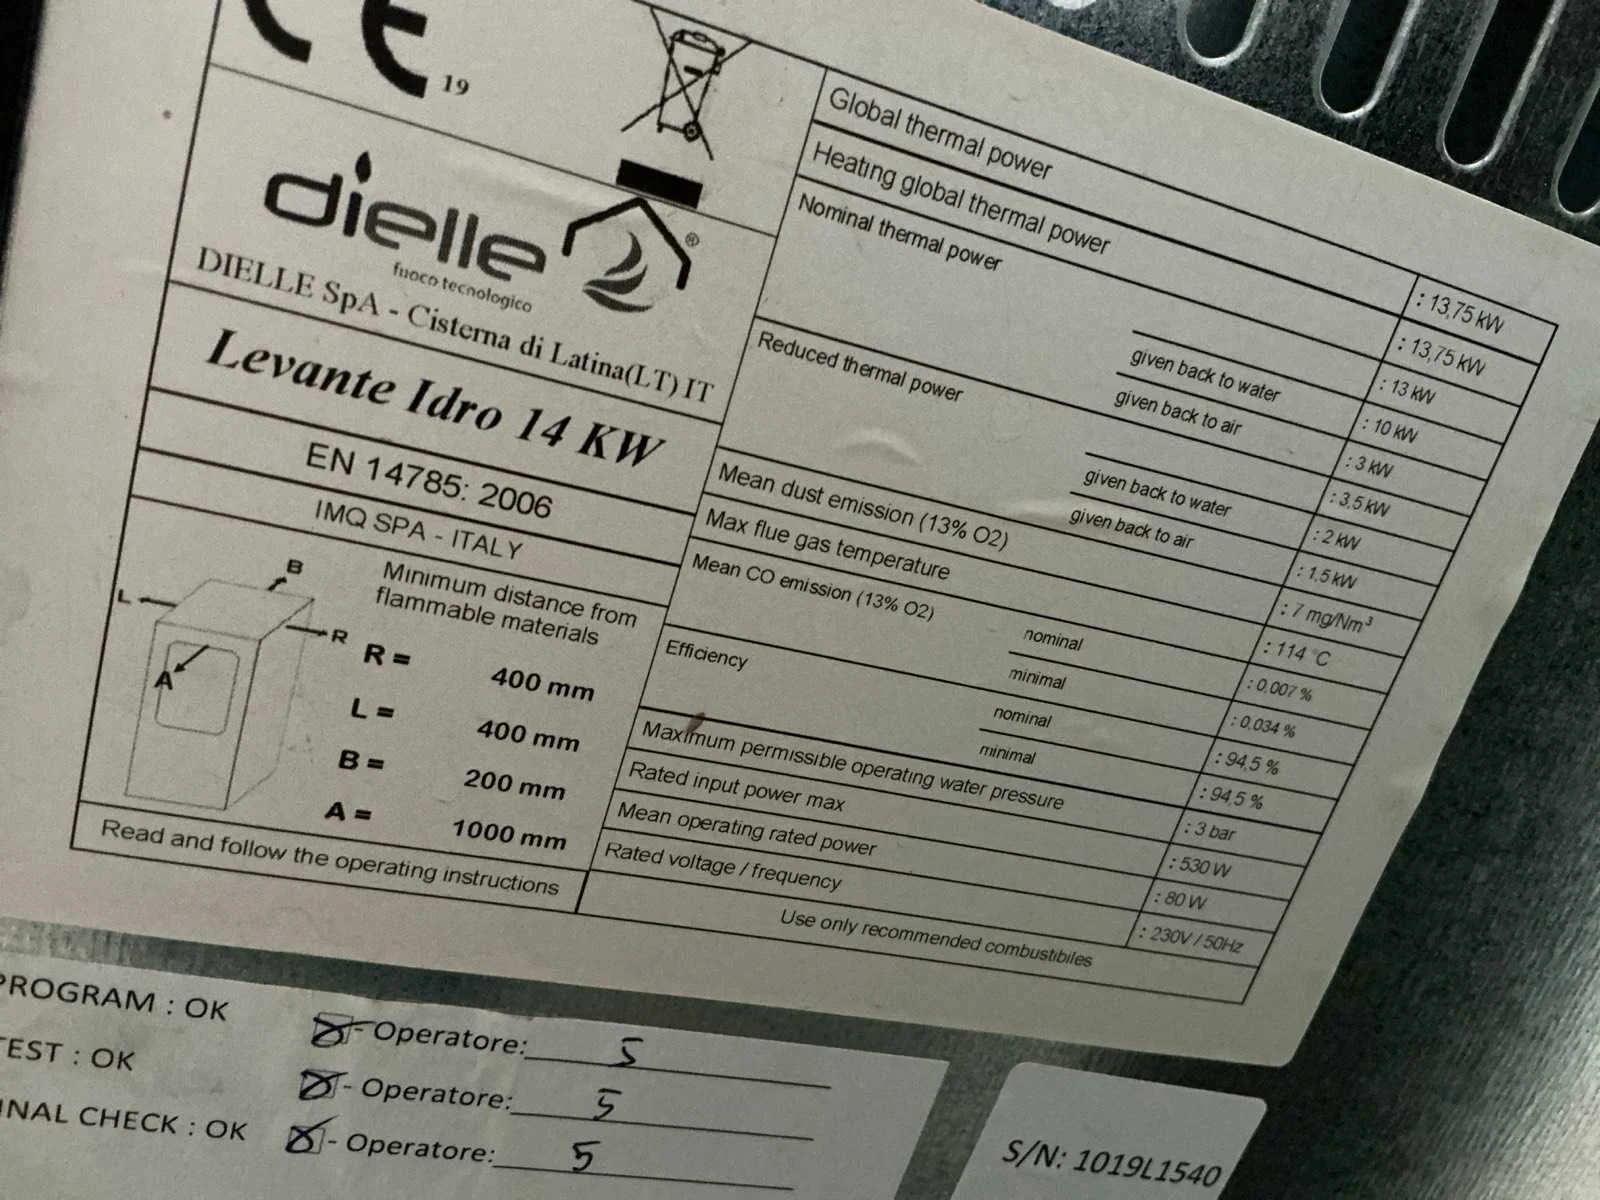 CE 19
dielle ®
fuoco tecnologico
DIELLE SpA - Cisterna di Latina(LT) IT
Levante Idro 14 KW
EN 14785: 2006
IMQ SPA - ITALY
Minimum distance from
flammable materials
B
L
R
A
R = 400 mm
L = 400 mm
B = 200 mm
A = 1000 mm
Read and follow the operating instructions
Global thermal power : 13,75 kW
Heating global thermal power : 13,75 kW
Nominal thermal power : 13 kW
given back to water : 10 kW
given back to air : 3 kW
Reduced thermal power : 3,5 kW
given back to water : 2 kW
given back to air : 1,5 kW
Mean dust emission (13% O2) : 7 mg/Nm³
Max flue gas temperature : 114 °C
Mean CO emission (13% O2) nominal : 0.007 %
minimal : 0.034 %
Efficiency nominal : 94,5 %
minimal : 94,5 %
Maximum permissible operating water pressure : 3 bar
Rated input power max : 530 W
Mean operating rated power : 80 W
Rated voltage / frequency : 230V / 50Hz
Use only recommended combustibiles
PROGRAM : OK - Operatore: 5
TEST : OK - Operatore: 5
INAL CHECK : OK - Operatore: 5
S/N: 1019L1540